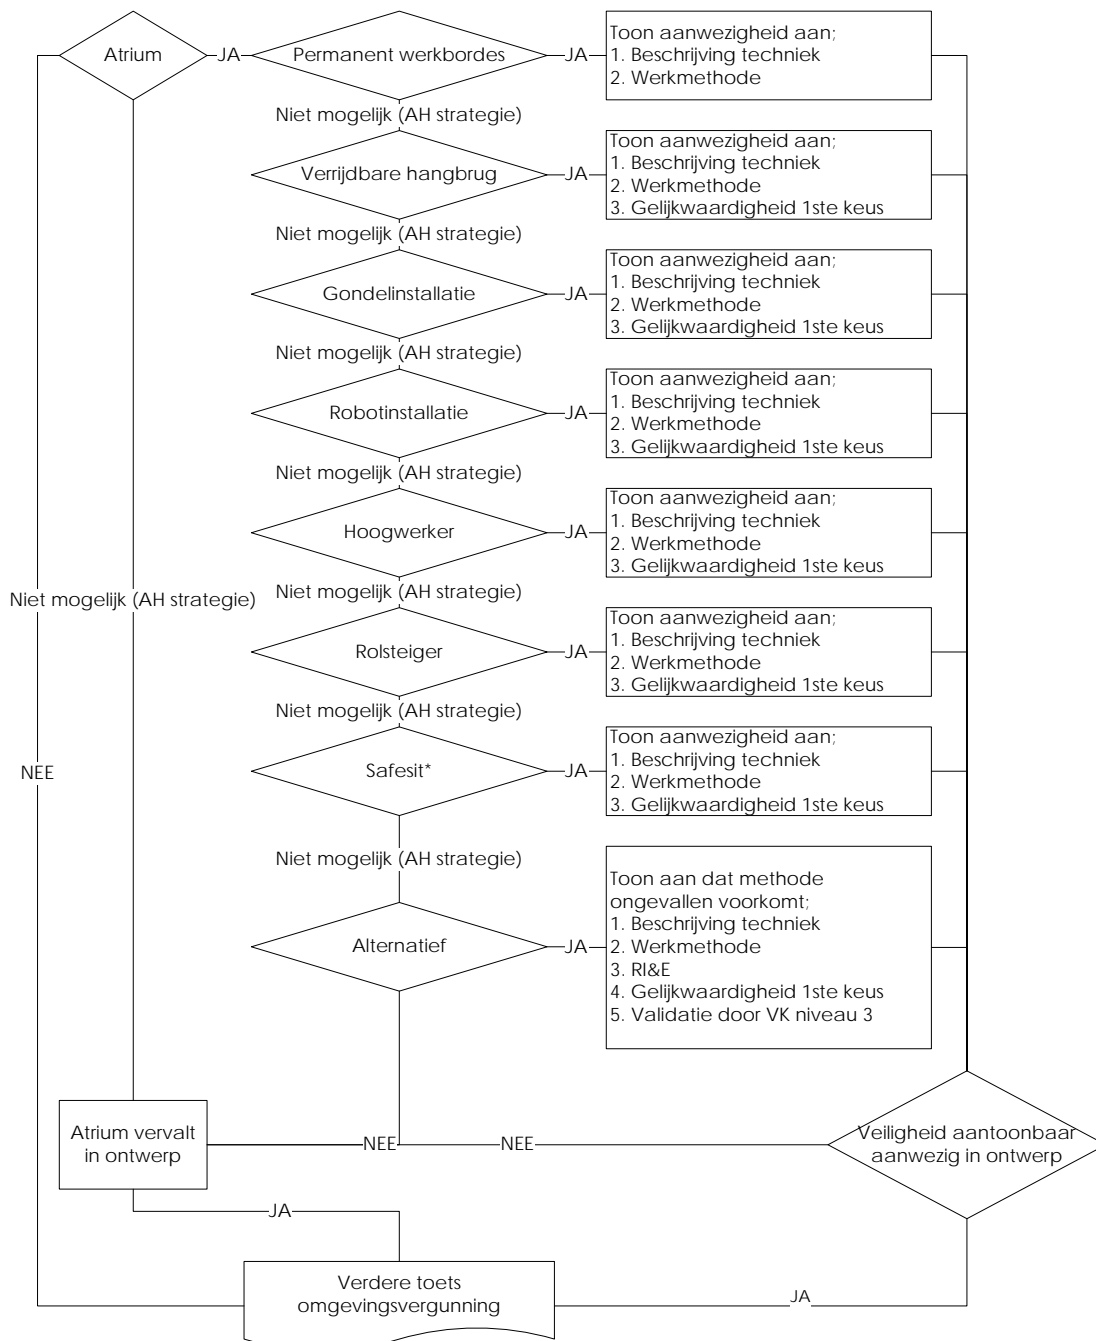 Atrium
JA
Permanent werkbordes
JA
Toon aanwezigheid aan;
1. Beschrijving techniek
2. Werkmethode
Niet mogelijk (AH strategie)
Verrijdbare hangbrug
JA
Toon aanwezigheid aan;
1. Beschrijving techniek
2. Werkmethode
3. Gelijkwaardigheid 1ste keus
Niet mogelijk (AH strategie)
Gondelinstallatie
JA
Toon aanwezigheid aan;
1. Beschrijving techniek
2. Werkmethode
3. Gelijkwaardigheid 1ste keus
Niet mogelijk (AH strategie)
Robotinstallatie
JA
Toon aanwezigheid aan;
1. Beschrijving techniek
2. Werkmethode
3. Gelijkwaardigheid 1ste keus
Niet mogelijk (AH strategie)
Hoogwerker
JA
Toon aanwezigheid aan;
1. Beschrijving techniek
2. Werkmethode
3. Gelijkwaardigheid 1ste keus
Niet mogelijk (AH strategie)
Niet mogelijk (AH strategie)
Rolsteiger
JA
Toon aanwezigheid aan;
1. Beschrijving techniek
2. Werkmethode
3. Gelijkwaardigheid 1ste keus
Niet mogelijk (AH strategie)
NEE
Safesit*
JA
Toon aanwezigheid aan;
1. Beschrijving techniek
2. Werkmethode
3. Gelijkwaardigheid 1ste keus
Niet mogelijk (AH strategie)
Alternatief
JA
Toon aan dat methode
ongevallen voorkomt;
1. Beschrijving techniek
2. Werkmethode
3. RI&E
4. Gelijkwaardigheid 1ste keus
5. Validatie door VK niveau 3
Atrium vervalt
in ontwerp
NEE
NEE
Veiligheid aantoonbaar
aanwezig in ontwerp
JA
Verdere toets
omgevingsvergunning
JA